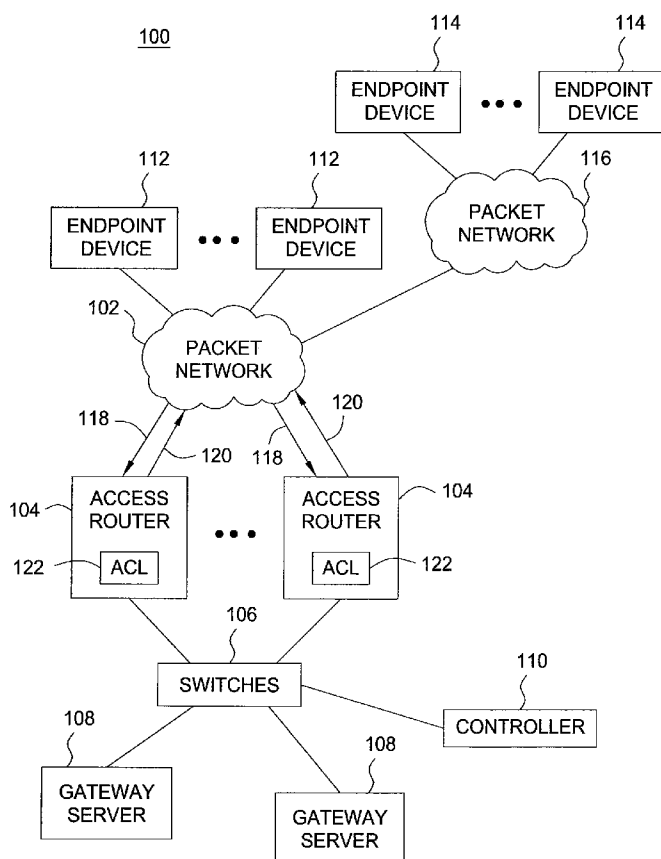 100
114
114
ENDPOINT
DEVICE
ENDPOINT
DEVICE
116
112
112
PACKET
NETWORK
ENDPOINT
DEVICE
ENDPOINT
DEVICE
102
PACKET
NETWORK
118
120
118
120
104
ACCESS
ROUTER
ACCESS
ROUTER
104
122
ACL
ACL
122
106
SWITCHES
110
CONTROLLER
108
108
GATEWAY
SERVER
GATEWAY
SERVER